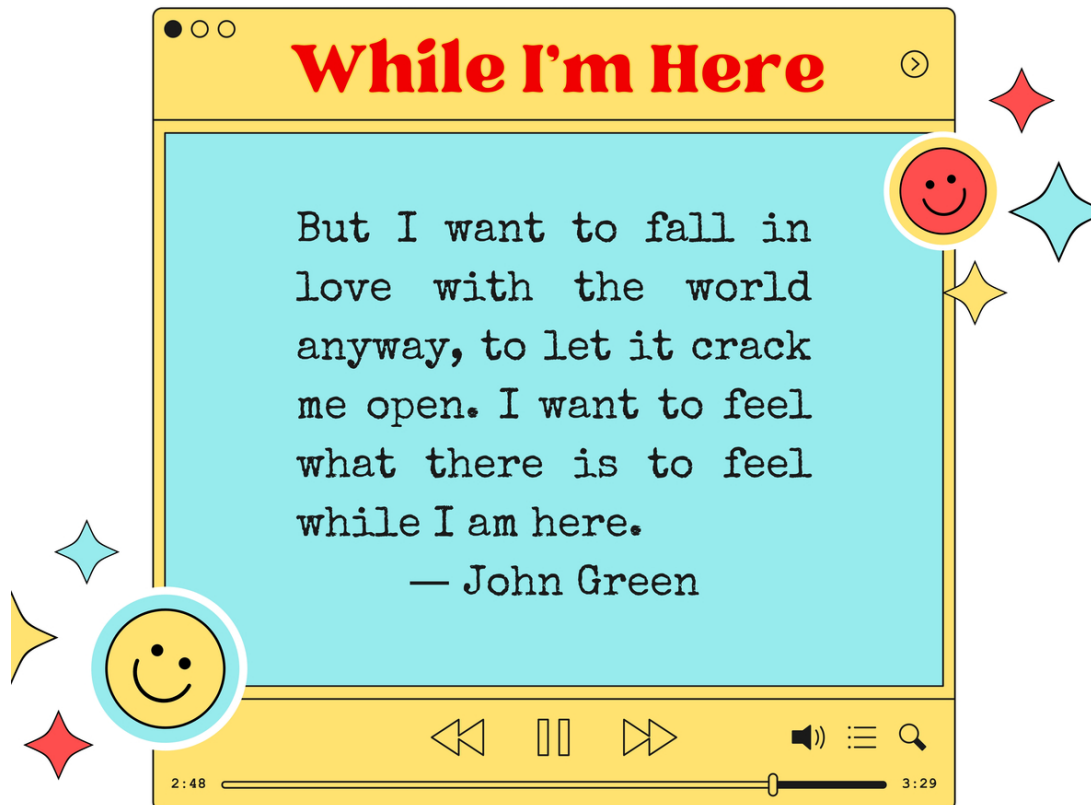 While I'm Here
But I want to fall in
love with the world
anyway, to let it crack
me open. I want to feel
what there is to feel
while I am here.
— John Green
2:48
3:29